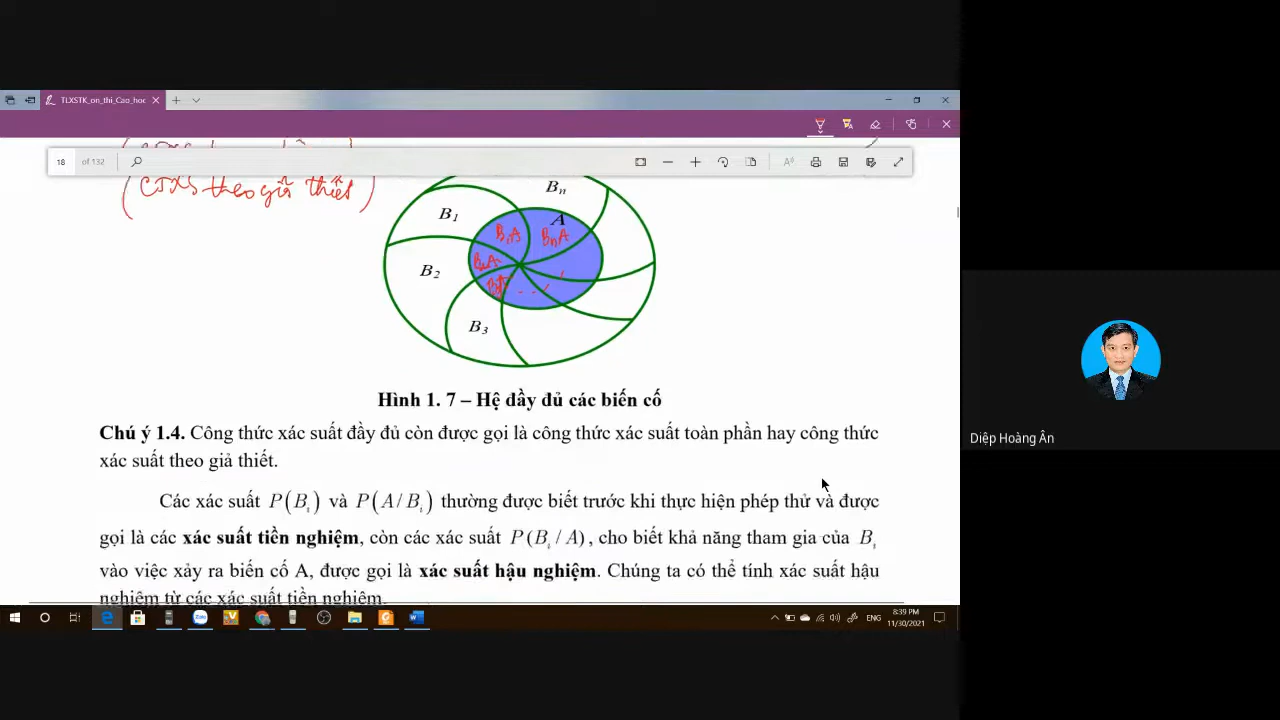 TLXSTK_on_thi_Cao_hoc
18 of 132
(CTXS theo giả thiết)
Bn
A
B1
B1A
BnA
B2
B2A
B3
Hình 1. 7 – Hệ đầy đủ các biến cố
Chú ý 1.4. Công thức xác suất đầy đủ còn được gọi là công thức xác suất toàn phần hay công thức
xác suất theo giả thiết.
Các xác suất P(Bi) và P(A/Bi) thường được biết trước khi thực hiện phép thử và được
gọi là các xác suất tiền nghiệm, còn các xác suất P(Bi/A), cho biết khả năng tham gia của Bi
vào việc xảy ra biến cố A, được gọi là xác suất hậu nghiệm. Chúng ta có thể tính xác suất hậu
nghiệm từ các xác suất tiền nghiệm.
Diệp Hoàng Ân
Zalo
ENG
8:39 PM
11/30/2021